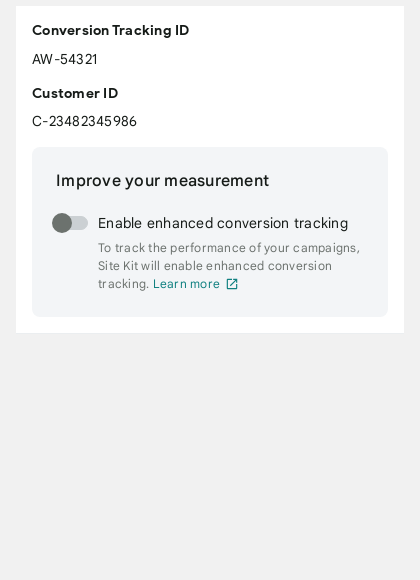 Conversion Tracking ID
AW-54321
Customer ID
C-23482345986
Improve your measurement
Enable enhanced conversion tracking
To track the performance of your campaigns,
Site Kit will enable enhanced conversion
tracking. Learn more